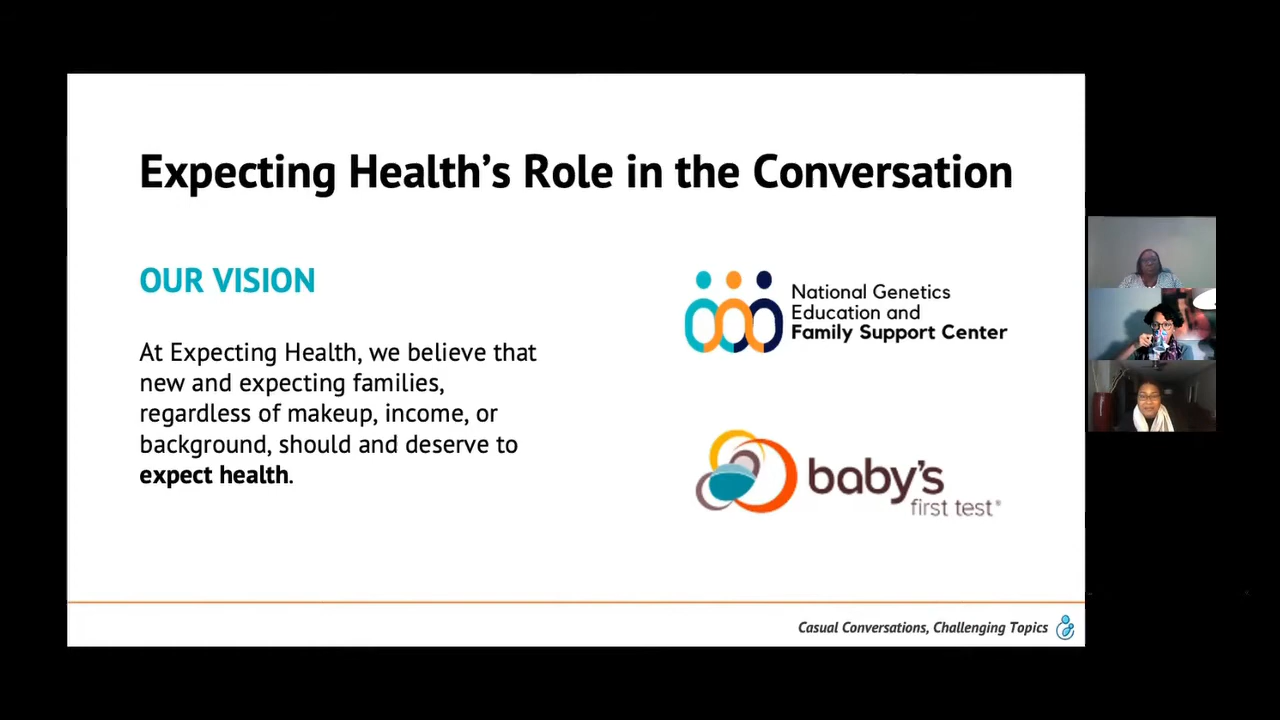 Expecting Health’s Role in the Conversation
OUR VISION
At Expecting Health, we believe that
new and expecting families,
regardless of makeup, income, or
background, should and deserve to
expect health.
National Genetics
Education and
Family Support Center
baby's
first test®
Casual Conversations, Challenging Topics